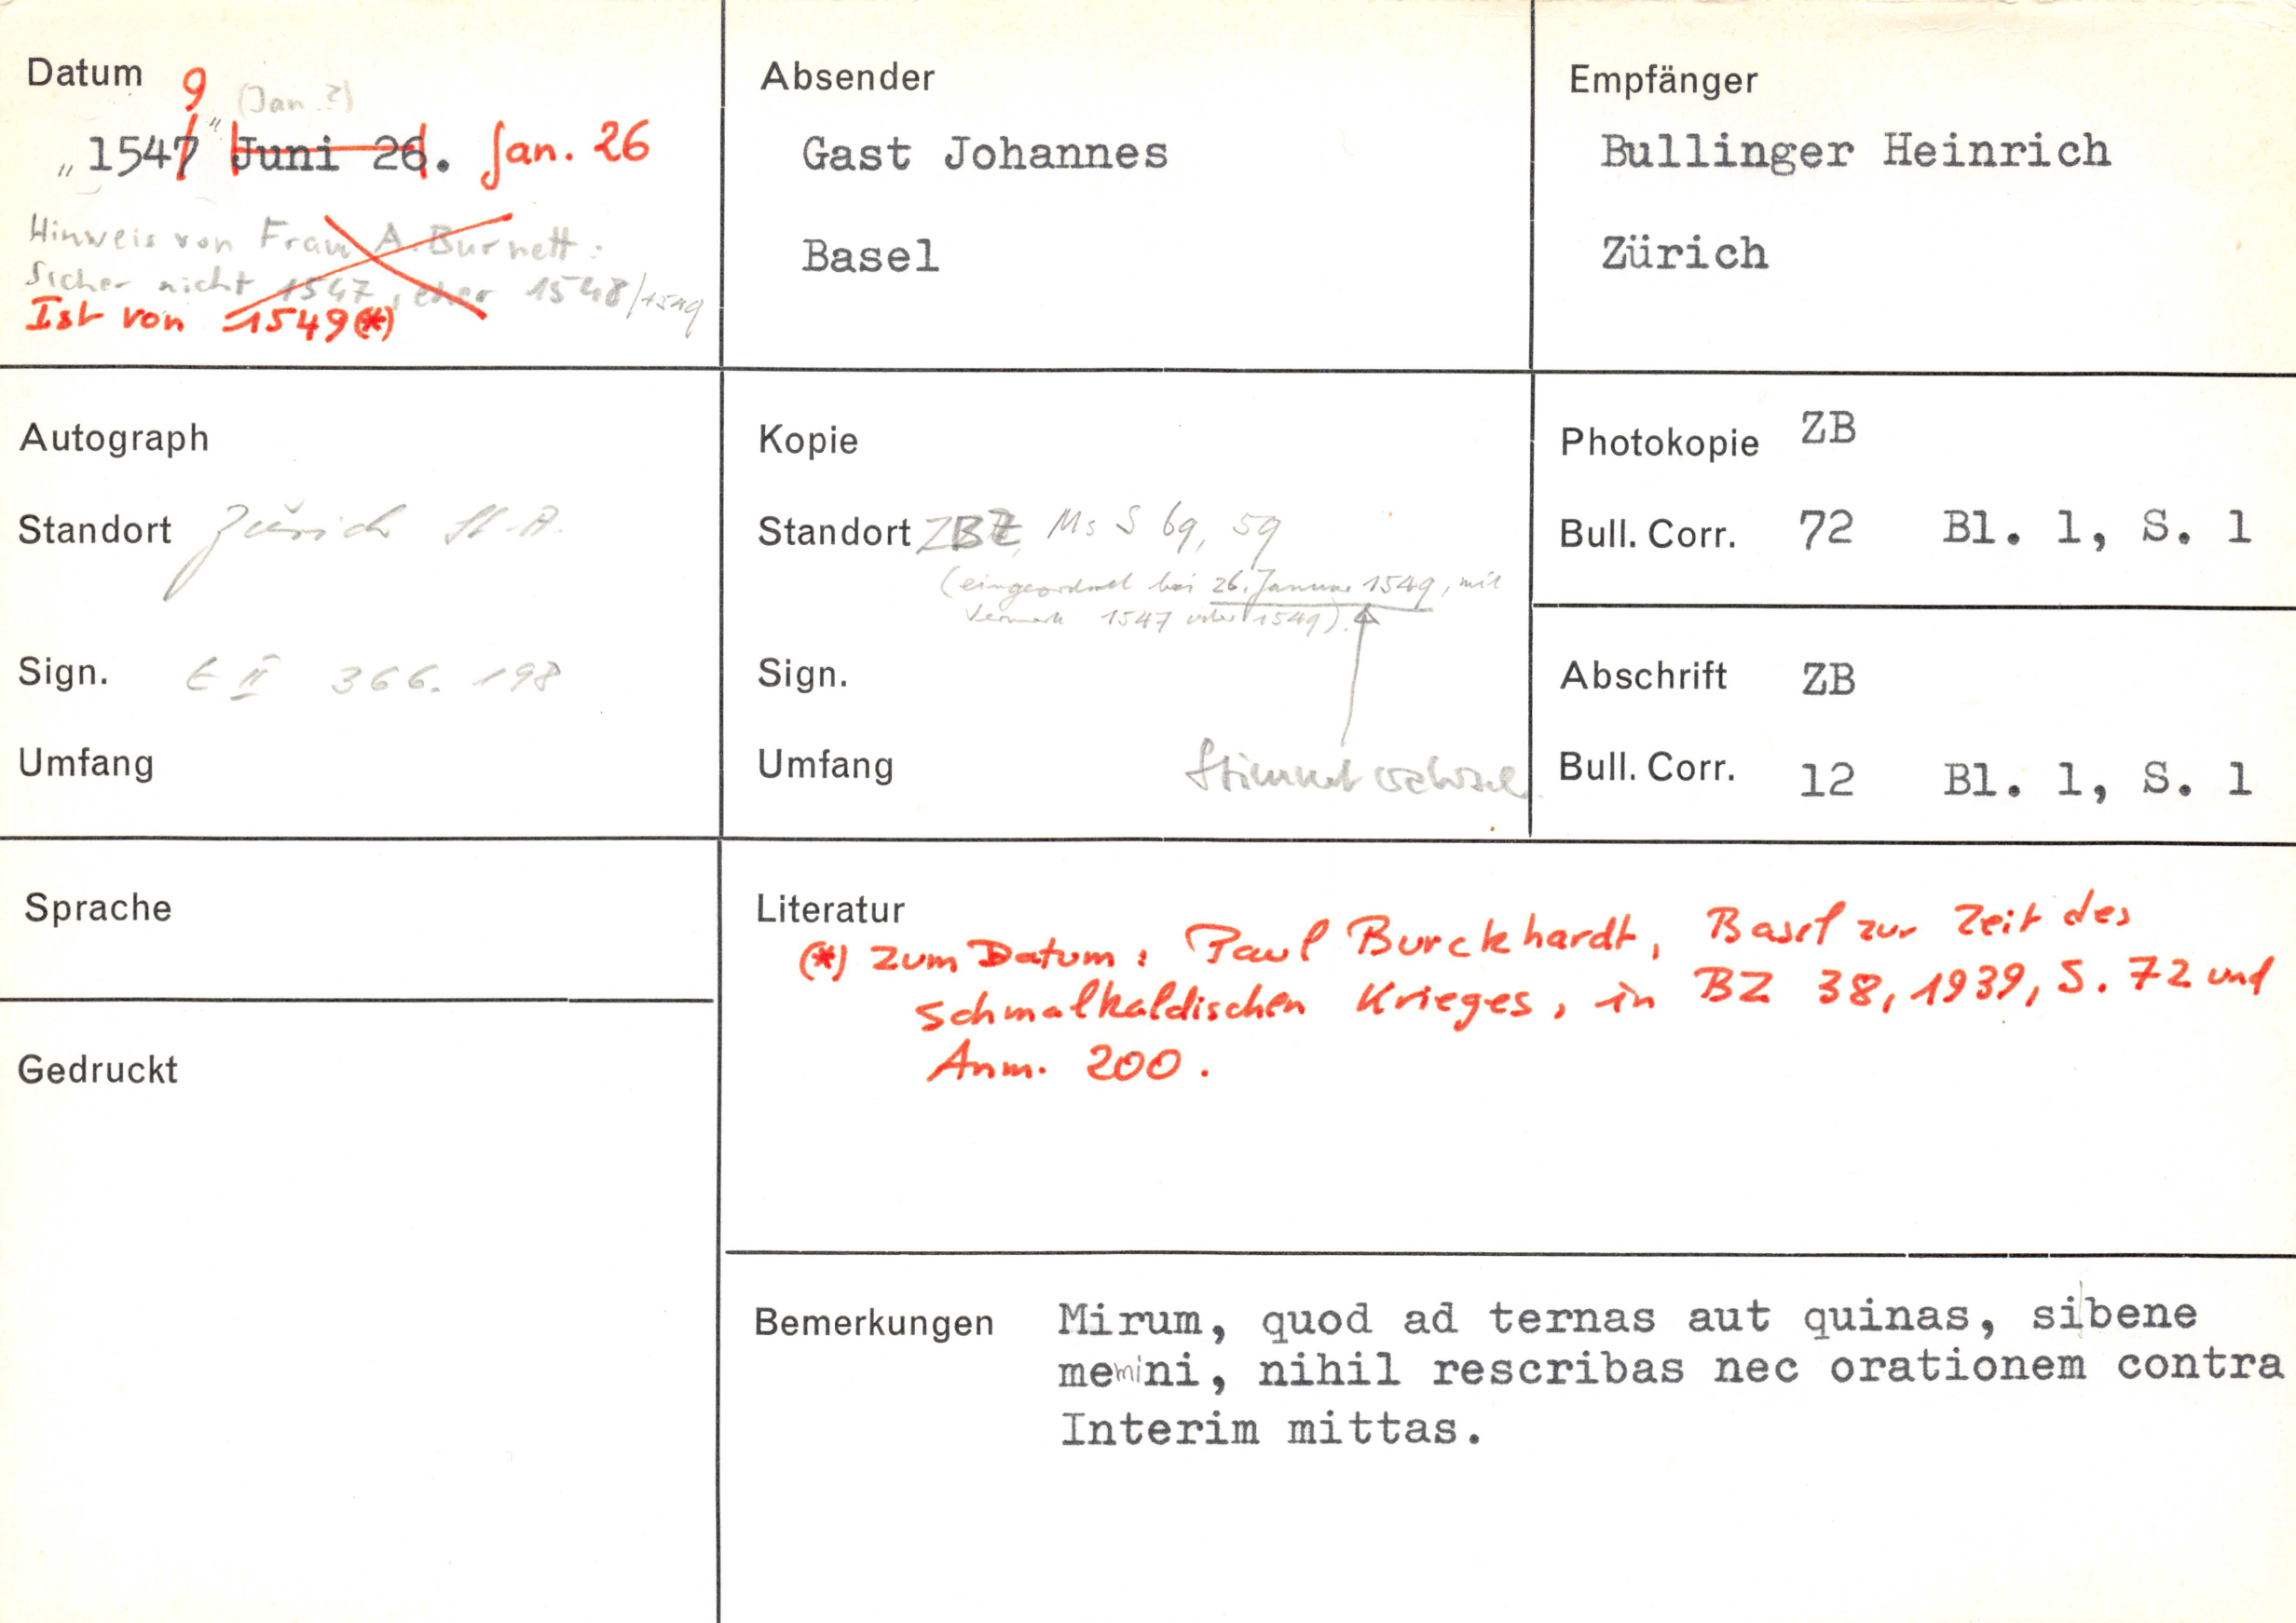 Datum 9 (Jan ?)
„1547" Juni 26. Jan. 26
Hinweis von Frau A. Burnett:
Sicher nicht 1547, eher 1548/1549
Ist von 1549(*)
Absender
Gast Johannes
Basel
Empfänger
Bullinger Heinrich
Zürich
Autograph
Standort Zürich St. A.
Sign. E II 366. 198
Umfang
Kopie
Standort ZBZ, Ms S 69, 59
(eingeordnet bei 26. Januar 1549, mit
Vermerk 1547 oder 1549).
Sign.
Umfang Stimmt
Photokopie ZB
Bull. Corr. 72 Bl. 1, S. 1
Abschrift ZB
Bull. Corr. 12 Bl. 1, S. 1
Sprache
Gedruckt
Literatur
(*) Zum Datum: Paul Burckhardt, Basel zur Zeit des
Schmalkaldischen Krieges, in BZ 38, 1939, S. 72 und
Anm. 200.
Bemerkungen Mirum, quod ad ternas aut quinas, si bene
memini, nihil rescribas nec orationem contra
Interim mittas.